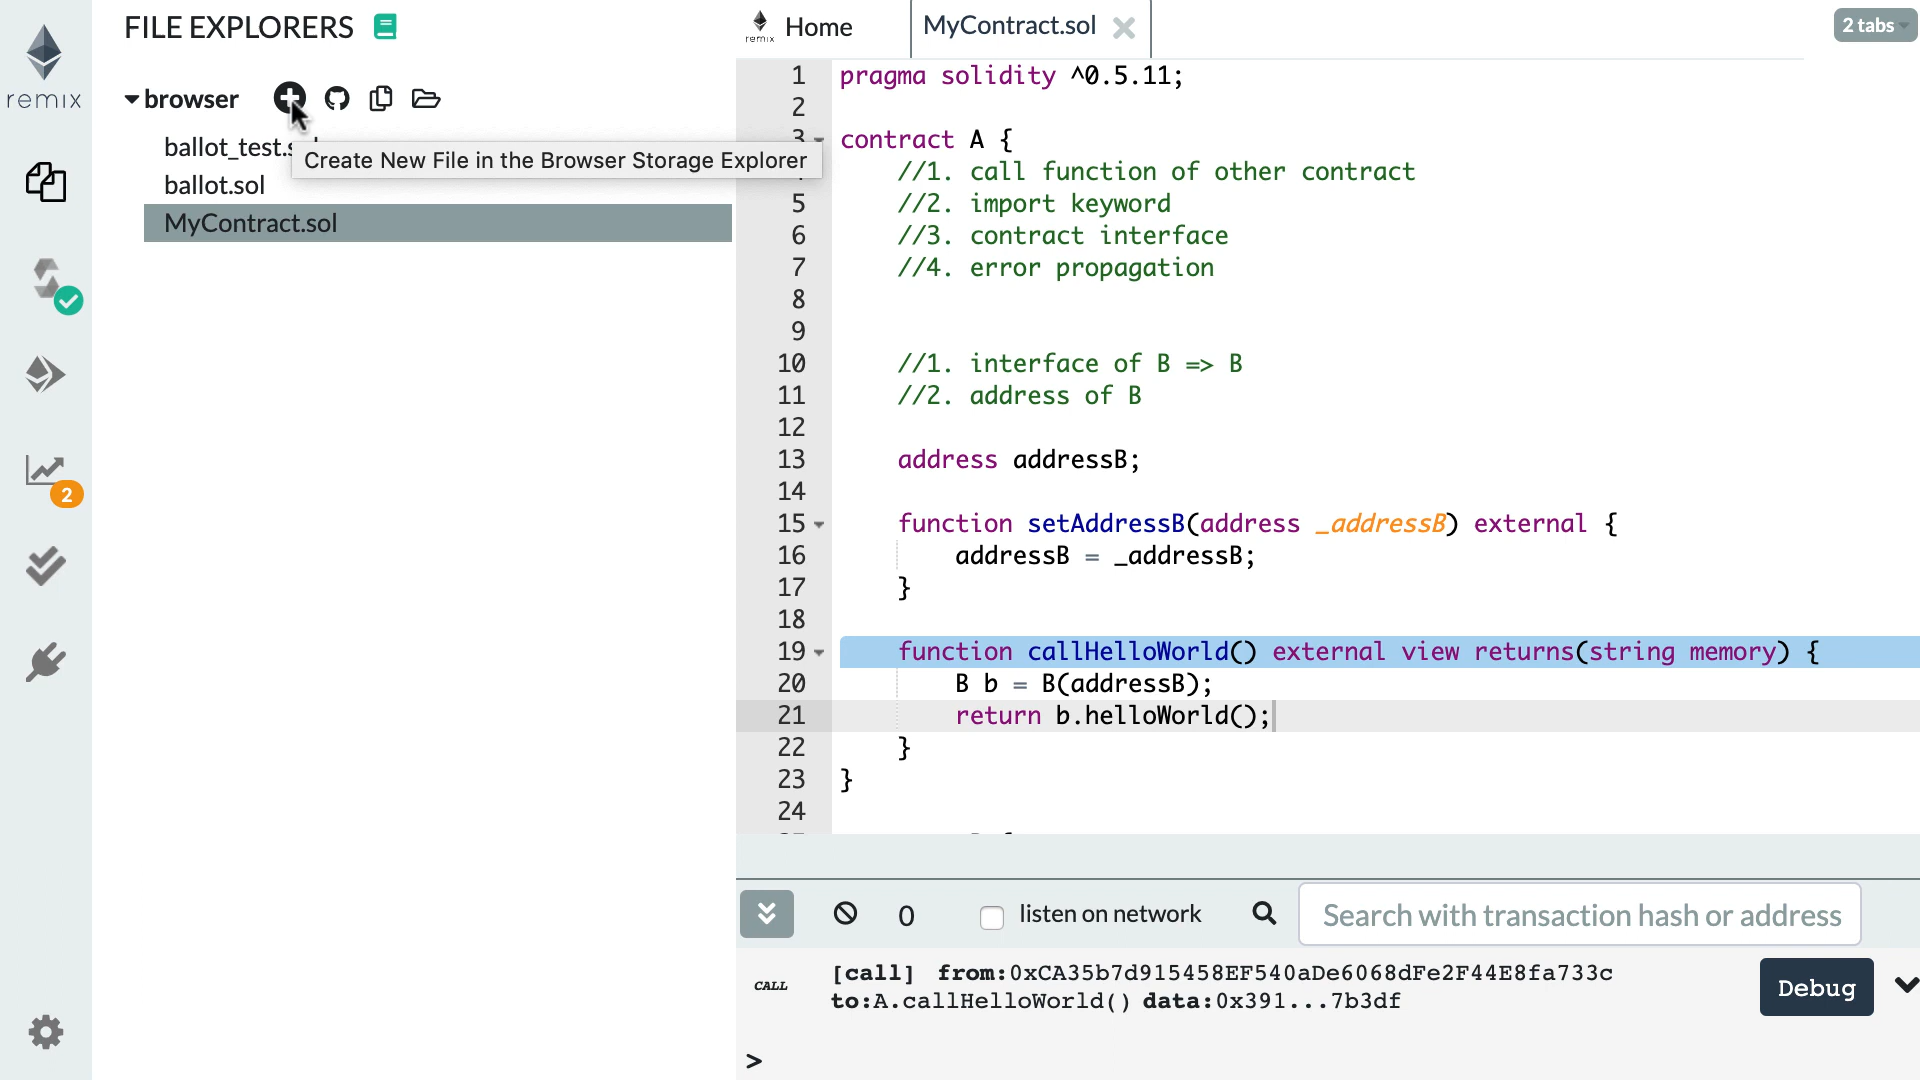 remix
FILE EXPLORERS
browser
ballot_test.s
Create New File in the Browser Storage Explorer
ballot.sol
MyContract.sol
2
remix
Home
MyContract.sol
2 tabs
1 pragma solidity ^0.5.11;
2
3 contract A {
//1. call function of other contract
5 //2. import keyword
6 //3. contract interface
7 //4. error propagation
8
9
10 //1. interface of B => B
11 //2. address of B
12
13 address addressB;
14
15 function setAddressB(address _addressB) external {
16 addressB = _addressB;
17 }
18
19 function callHelloWorld() external view returns(string memory) {
20 B b = B(addressB);
21 return b.helloWorld();
22 }
23 }
24
0
listen on network
Search with transaction hash or address
CALL
[call] from:0xCA35b7d915458EF540aDe6068dFe2F44E8fa733c
to:A.callHelloWorld() data:0x391...7b3df
Debug
>